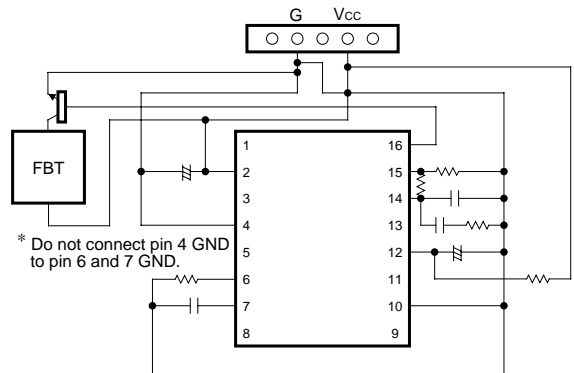 G Vcc
FBT
1 16
2 15
3 14
4 13
5 12
6 11
7 10
8 9
* Do not connect pin 4 GND
to pin 6 and 7 GND.